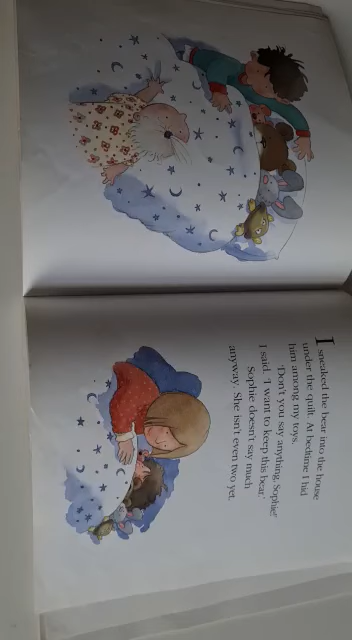 I sneaked the bear into the house
under the quilt. At bedtime I hid
him among my toys.
'Don't you say anything, Sophie!'
I said. 'I want to keep this bear.'
Sophie doesn't say much
anyway. She isn't even two yet.